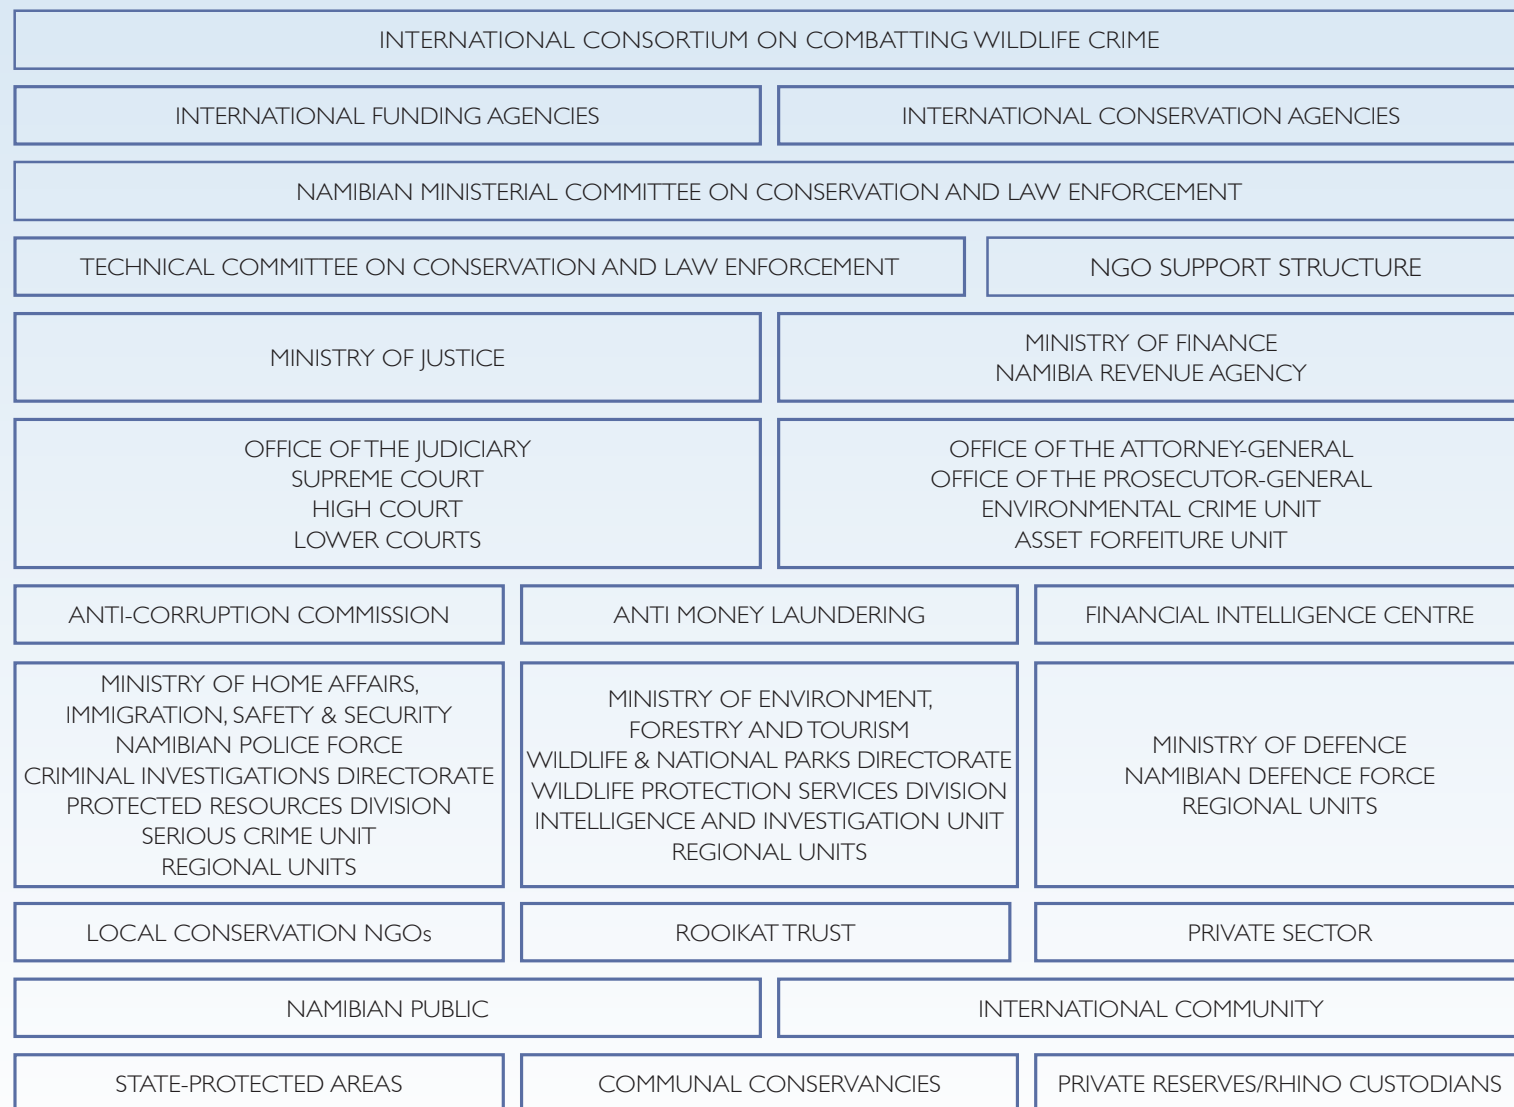 INTERNATIONAL CONSORTIUM ON COMBATTING WILDLIFE CRIME
INTERNATIONAL FUNDING AGENCIES
INTERNATIONAL CONSERVATION AGENCIES
NAMIBIAN MINISTERIAL COMMITTEE ON CONSERVATION AND LAW ENFORCEMENT
TECHNICAL COMMITTEE ON CONSERVATION AND LAW ENFORCEMENT
NGO SUPPORT STRUCTURE
MINISTRY OF JUSTICE
MINISTRY OF FINANCE
NAMIBIA REVENUE AGENCY
OFFICE OF THE JUDICIARY
SUPREME COURT
HIGH COURT
LOWER COURTS
OFFICE OF THE ATTORNEY-GENERAL
OFFICE OF THE PROSECUTOR-GENERAL
ENVIRONMENTAL CRIME UNIT
ASSET FORFEITURE UNIT
ANTI-CORRUPTION COMMISSION
ANTI MONEY LAUNDERING
FINANCIAL INTELLIGENCE CENTRE
MINISTRY OF HOME AFFAIRS,
IMMIGRATION, SAFETY & SECURITY
NAMIBIAN POLICE FORCE
CRIMINAL INVESTIGATIONS DIRECTORATE
PROTECTED RESOURCES DIVISION
SERIOUS CRIME UNIT
REGIONAL UNITS
MINISTRY OF ENVIRONMENT,
FORESTRY AND TOURISM
WILDLIFE & NATIONAL PARKS DIRECTORATE
WILDLIFE PROTECTION SERVICES DIVISION
INTELLIGENCE AND INVESTIGATION UNIT
REGIONAL UNITS
MINISTRY OF DEFENCE
NAMIBIAN DEFENCE FORCE
REGIONAL UNITS
LOCAL CONSERVATION NGOs
ROOIKAT TRUST
PRIVATE SECTOR
NAMIBIAN PUBLIC
INTERNATIONAL COMMUNITY
STATE-PROTECTED AREAS
COMMUNAL CONSERVANCIES
PRIVATE RESERVES/RHINO CUSTODIANS